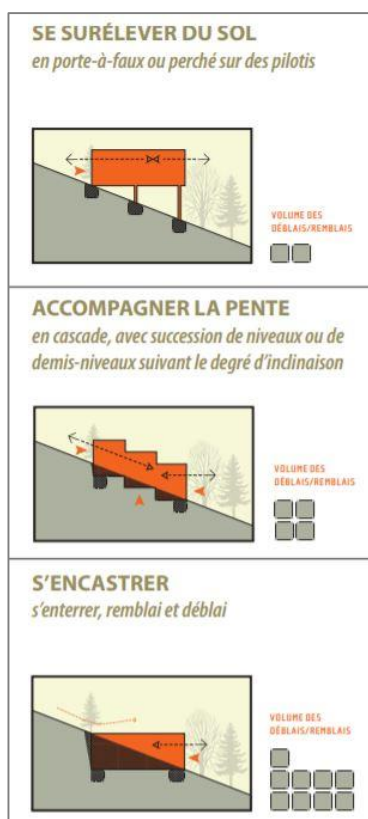 SE SURÉLEVER DU SOL
en porte-à-faux ou perché sur des pilotis
VOLUME DES
DÉBLAIS/REMBLAIS
ACCOMPAGNER LA PENTE
en cascade, avec succession de niveaux ou de
demis-niveaux suivant le degré d'inclinaison
VOLUME DES
DÉBLAIS/REMBLAIS
S'ENCASTRER
s'enterrer, remblai et déblai
VOLUME DES
DÉBLAIS/REMBLAIS